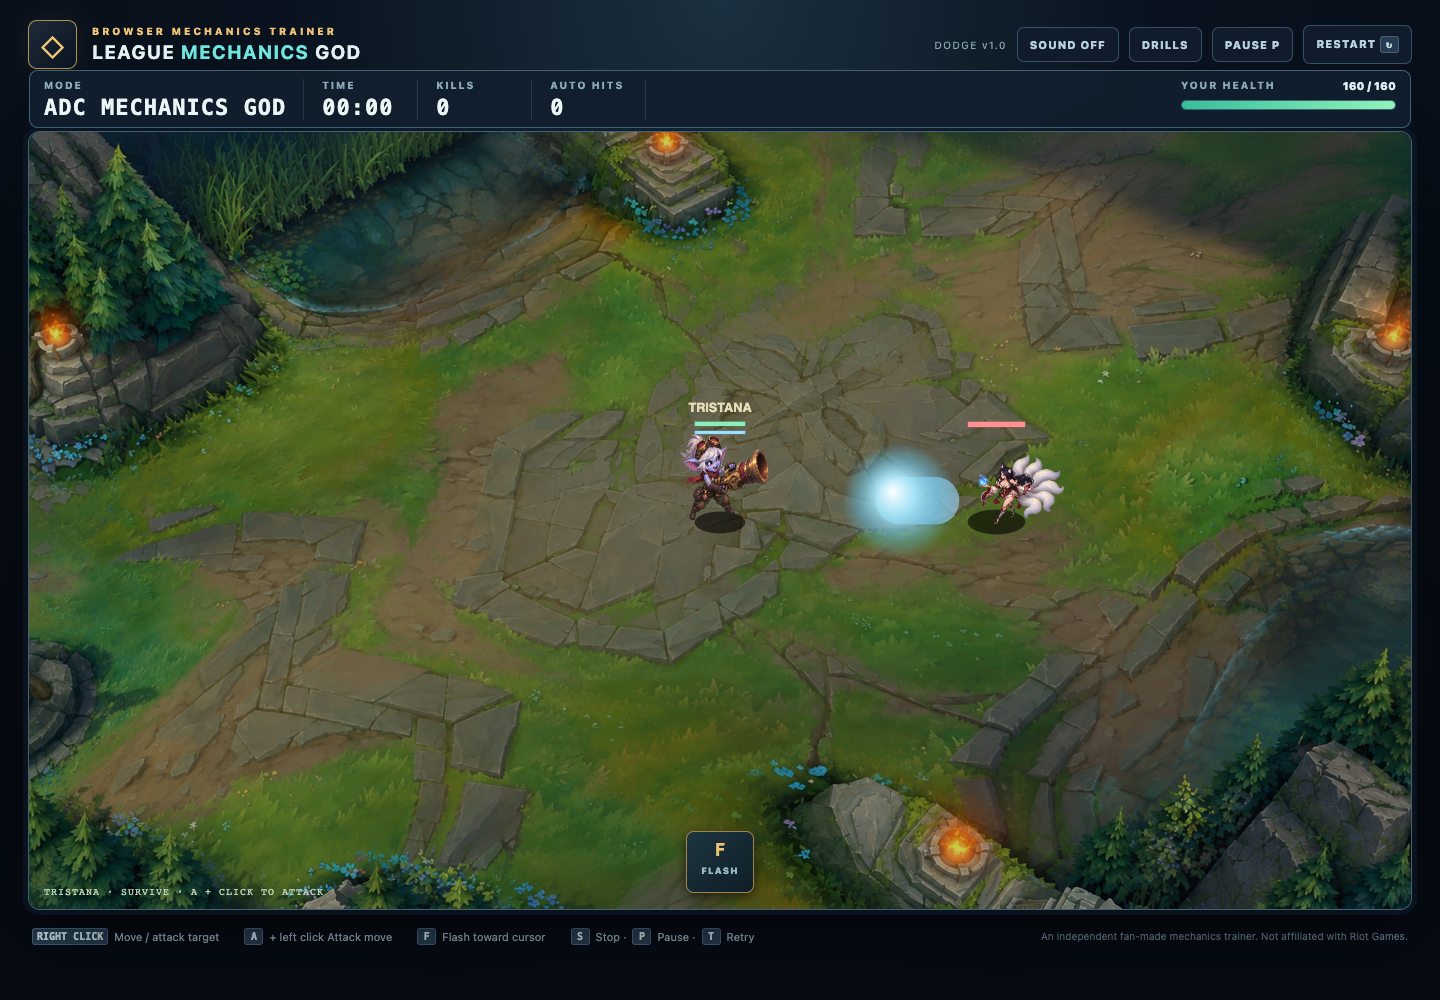 BROWSER MECHANICS TRAINER
LEAGUE MECHANICS GOD
DODGE v1.0
SOUND OFF
DRILLS
PAUSE P
RESTART ↻
MODE
ADC MECHANICS GOD
TIME
00:00
KILLS
0
AUTO HITS
0
YOUR HEALTH
160 / 160
TRISTANA
F
FLASH
TRISTANA · SURVIVE · A + CLICK TO ATTACK
RIGHT CLICK Move / attack target
A + left click Attack move
F Flash toward cursor
S Stop · P Pause · T Retry
An independent fan-made mechanics trainer. Not affiliated with Riot Games.